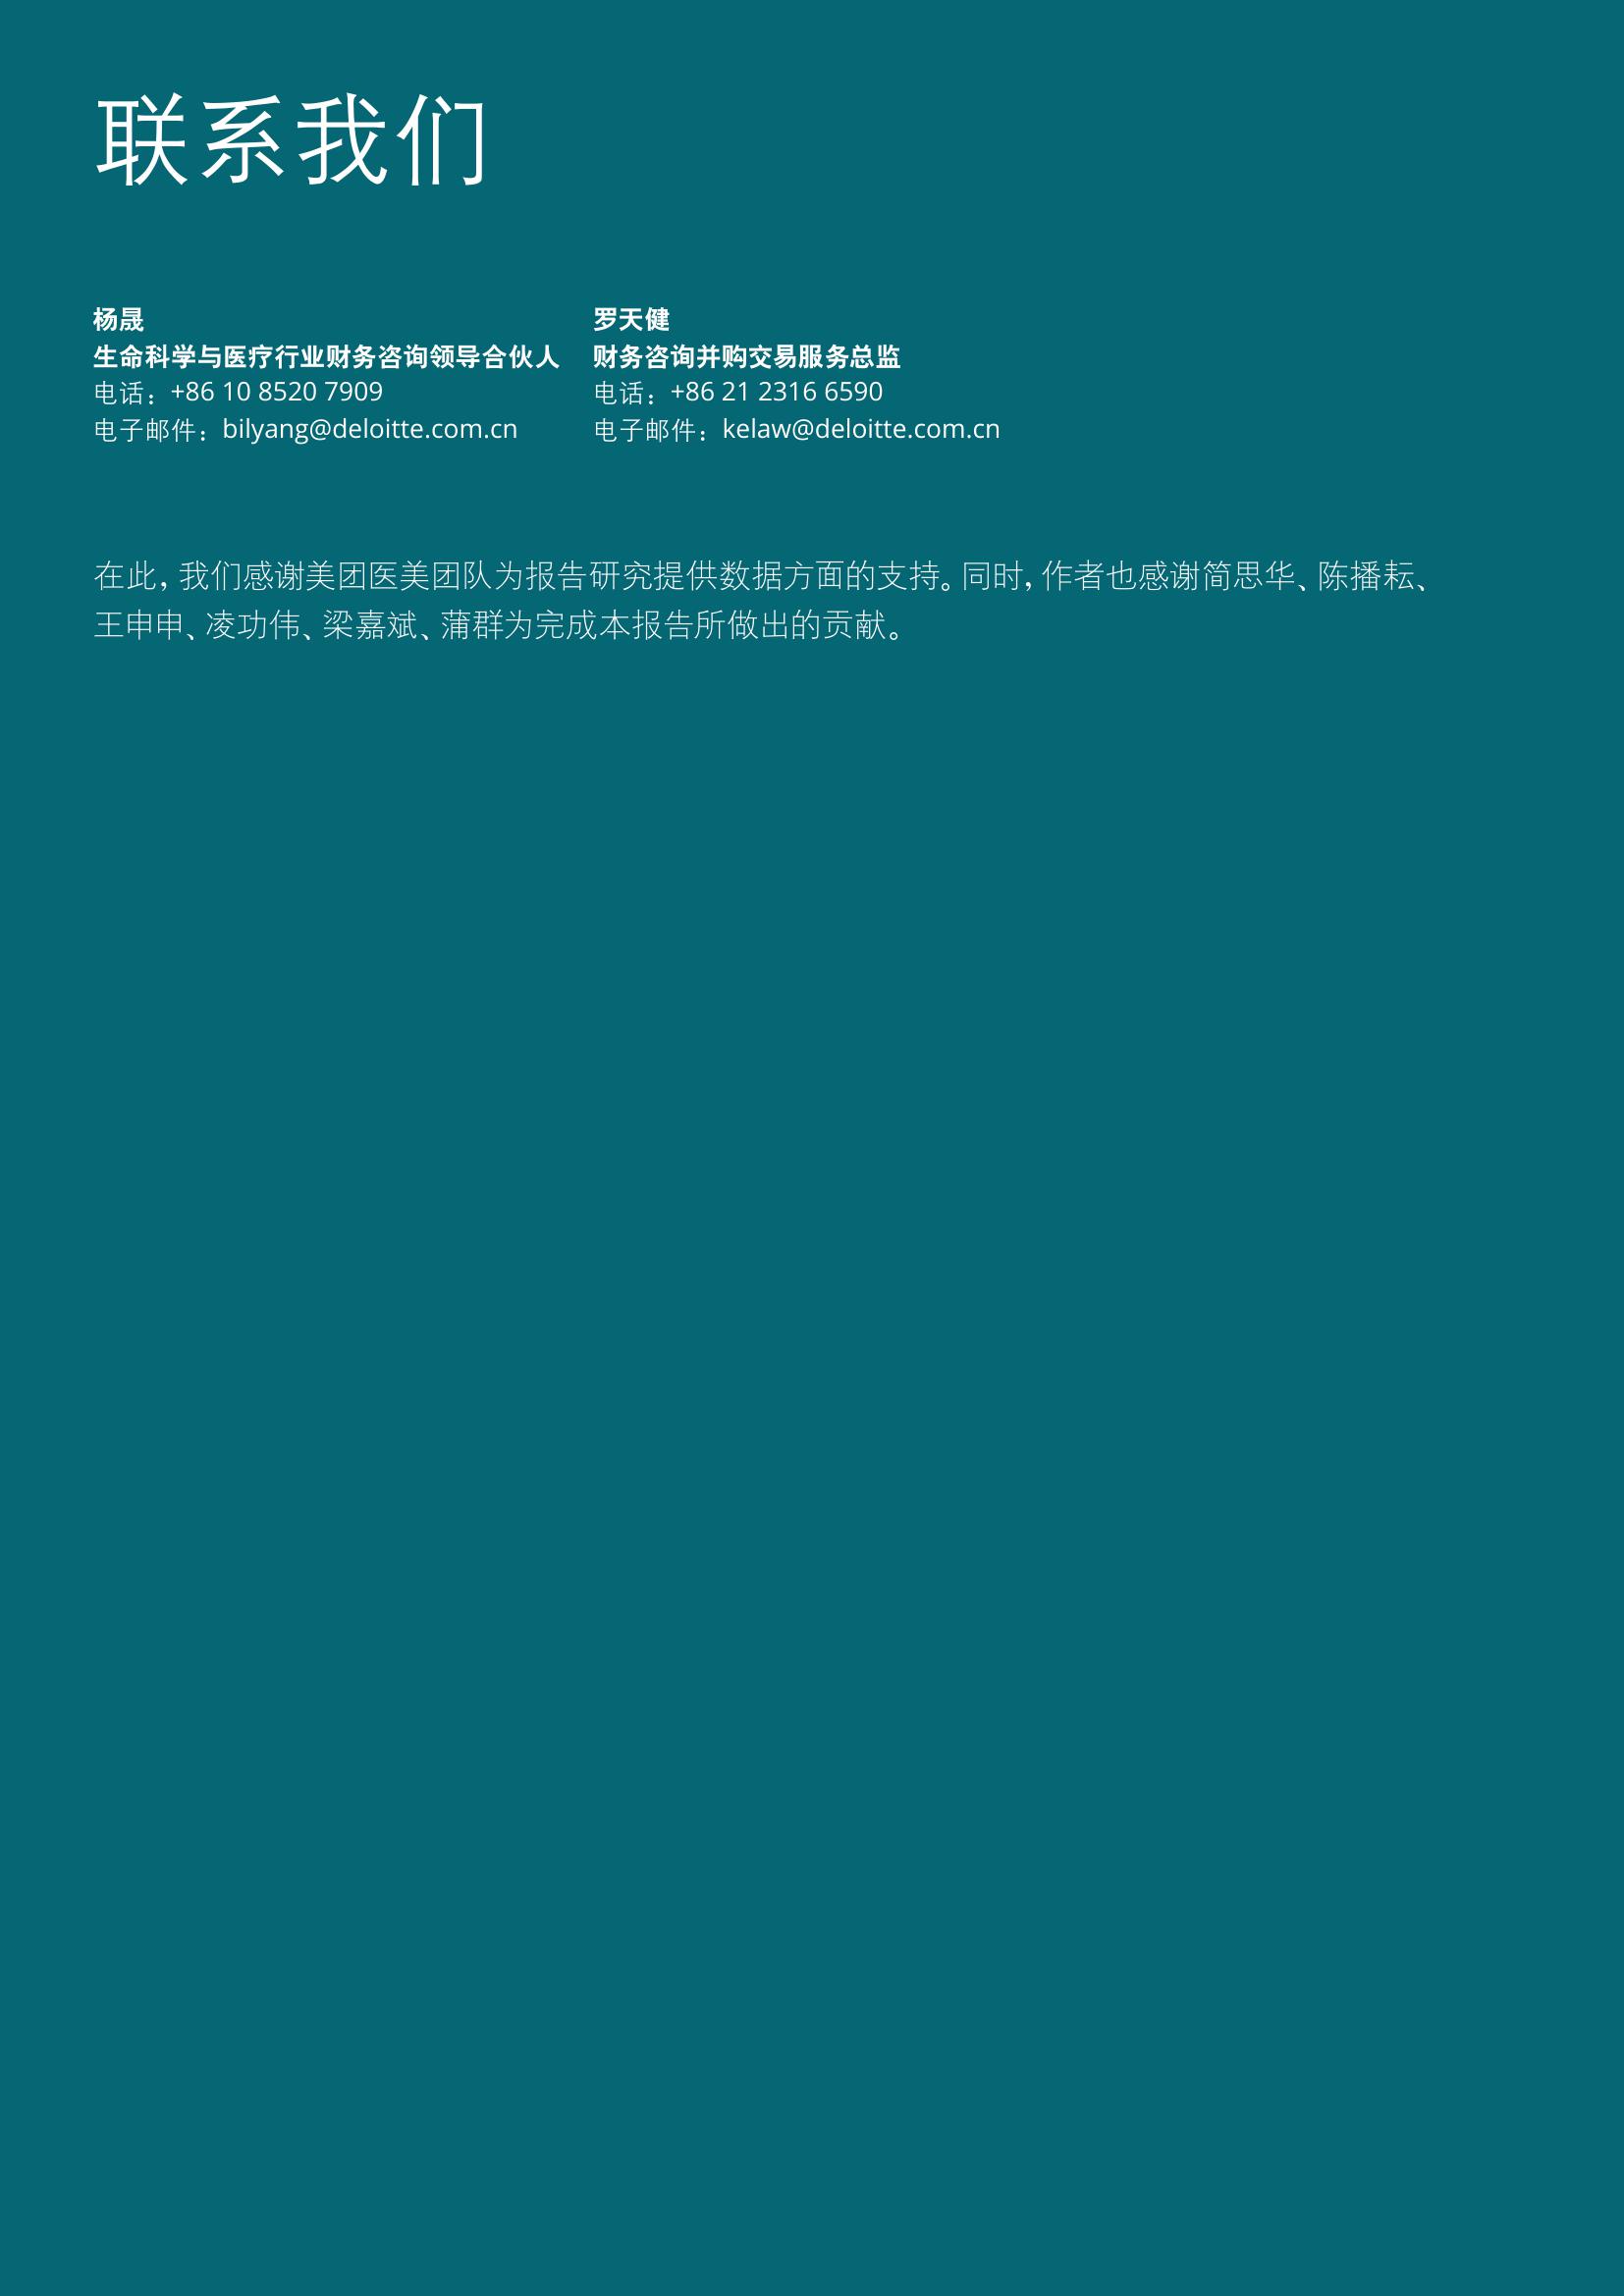 联系我们
杨晟
生命科学与医疗行业财务咨询领导合伙人
电话：+86 10 8520 7909
电子邮件：bilyang@deloitte.com.cn
罗天健
财务咨询并购交易服务总监
电话：+86 21 2316 6590
电子邮件：kelaw@deloitte.com.cn
在此，我们感谢美团医美团队为报告研究提供数据方面的支持。同时，作者也感谢简思华、陈播耘、
王申申、凌功伟、梁嘉斌、蒲群为完成本报告所做出的贡献。